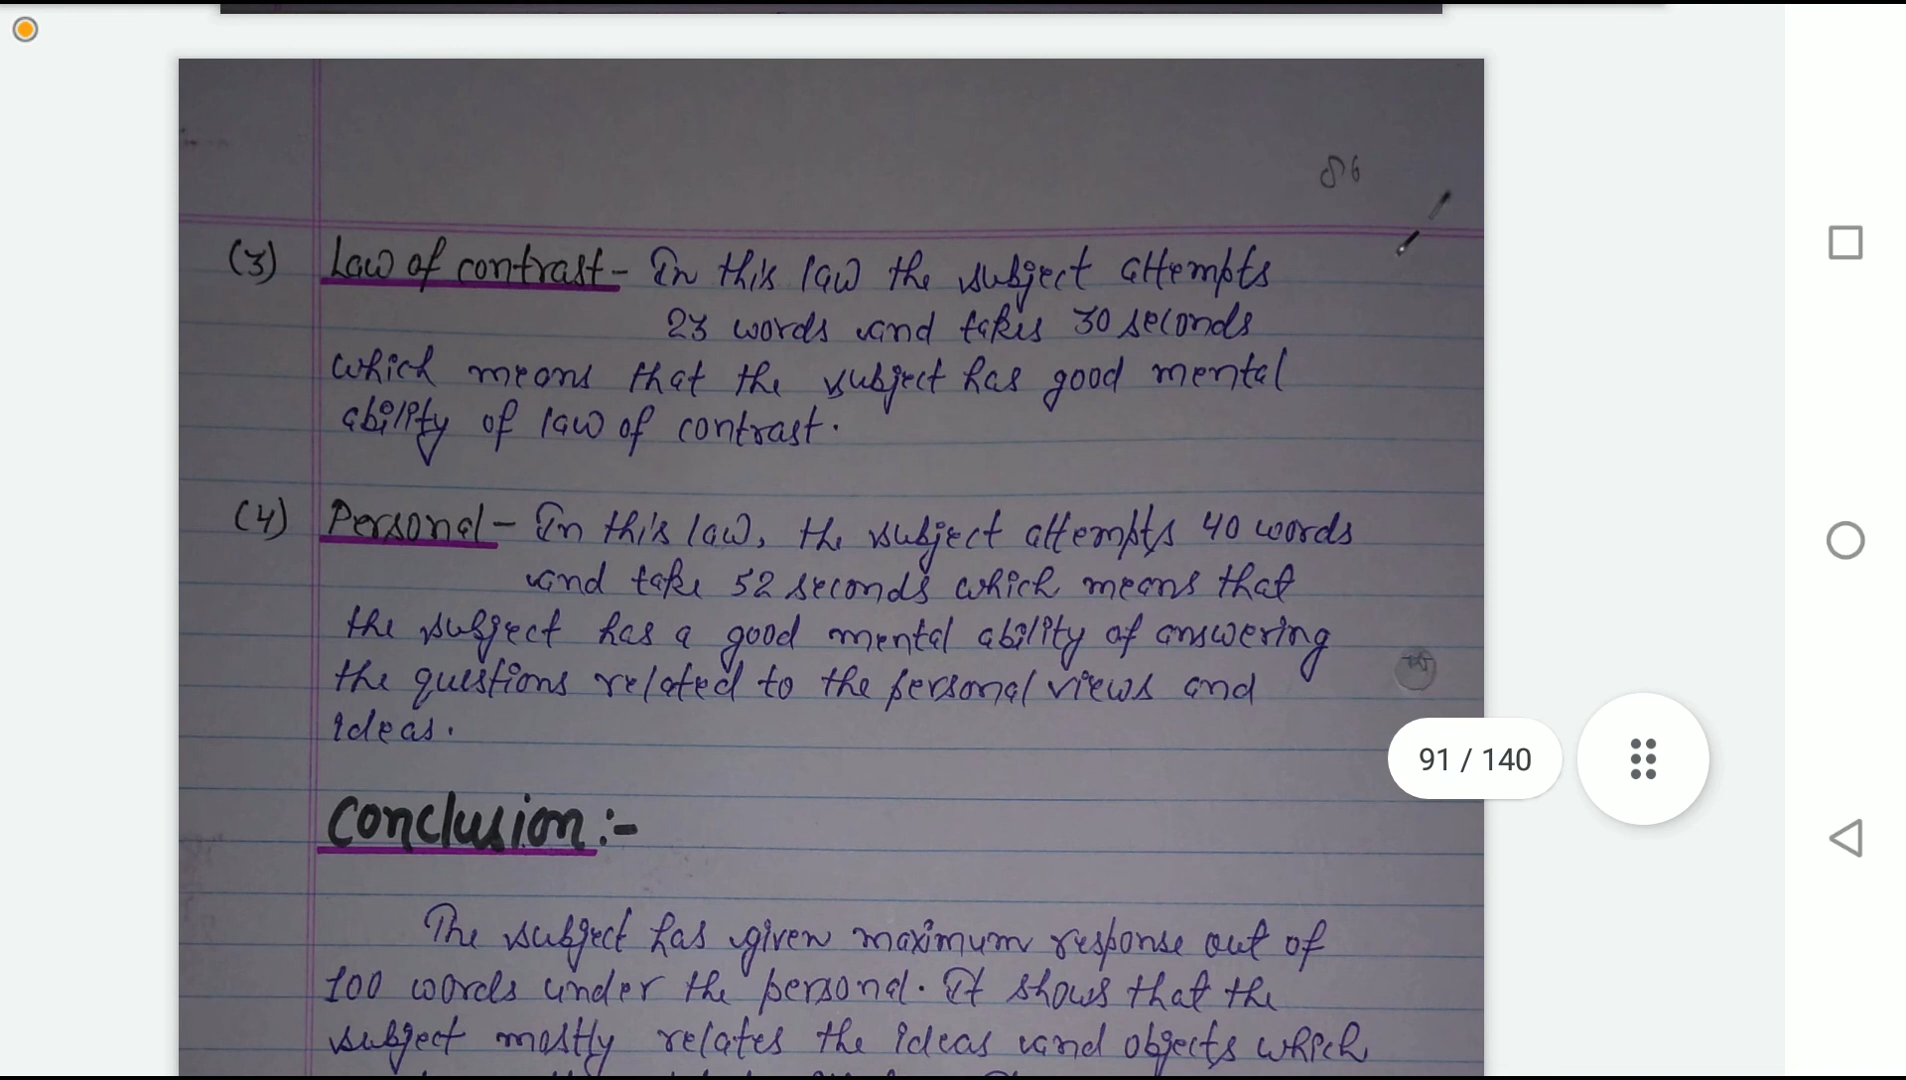 86
(3) Law of contrast - In this law the subject attempts
23 words and takes 30 seconds
which means that the subject has good mental
ability of law of contrast.
(4) Personal - In this law, the subject attempts 40 words
and take 52 seconds which means that
the subject has a good mental ability of answering
the questions related to the personal views and
ideas.
91 / 140
Conclusion :-
The subject has given maximum response out of
100 words under the personal. It shows that the
subject mostly relates the ideas and objects which